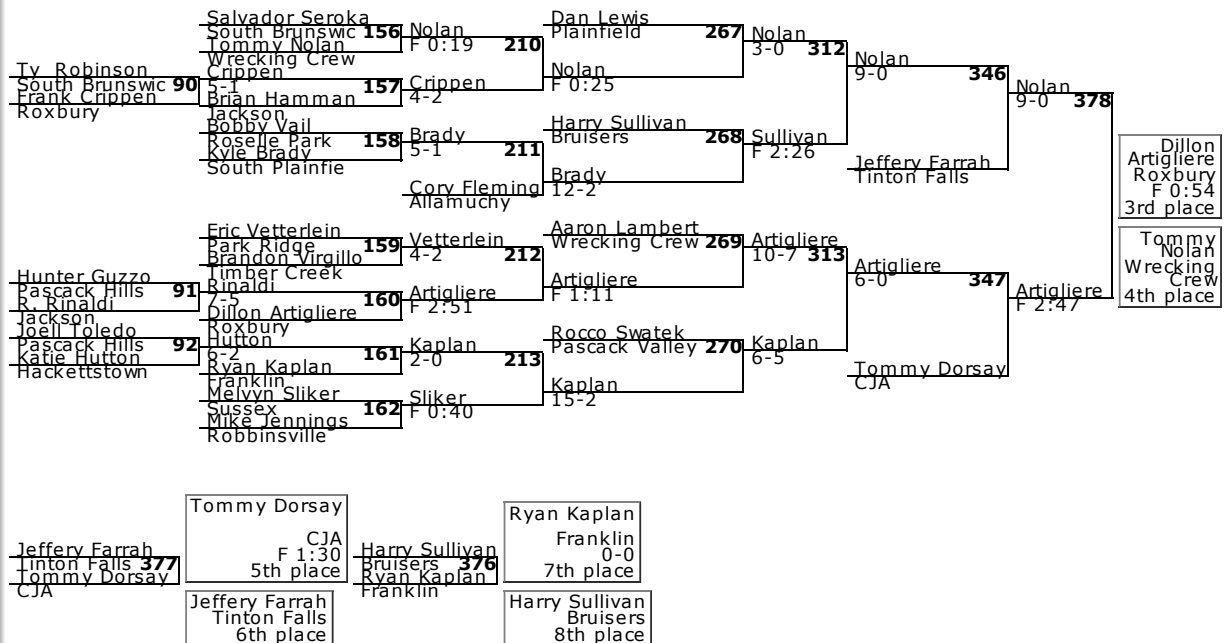 Salvador Seroka
South Brunswic 156
Tommy Nolan
Wrecking Crew
Ty Robinson
South Brunswic 90
Frank Crippen
Roxbury
Crippen
5-1 157
Brian Hamman
Jackson
Bobby Vail
Roselle Park 158
Kyle Brady
South Plainfie
Nolan
F 0:19 210
Crippen
4-2
Brady
5-1 211
Cory Fleming
Allamuchy
Dan Lewis
Plainfield 267
Nolan
F 0:25
Harry Sullivan
Bruisers 268
Brady
12-2
Nolan
3-0 312
Sullivan
F 2:26
Nolan
9-0 346
Jeffery Farrah
Tinton Falls
Nolan
9-0 378
Eric Vetterlein
Park Ridge 159
Brandon Virgillo
Timber Creek
Hunter Guzzo
Pascack Hills 91
R. Rinaldi
Jackson
Rinaldi
7-5 160
Dillon Artigliere
Roxbury
Joell Toledo
Pascack Hills 92
Katie Hutton
Hackettstown
Hutton
6-2 161
Ryan Kaplan
Franklin
Melvyn Sliker
Sussex 162
Mike Jennings
Robbinsville
Vetterlein
4-2 212
Artigliere
F 2:51
Kaplan
2-0 213
Sliker
F 0:40
Aaron Lambert
Wrecking Crew 269
Artigliere
F 1:11
Rocco Swatek
Pascack Valley 270
Kaplan
15-2
Artigliere
10-7 313
Kaplan
6-5
Artigliere
6-0 347
Tommy Dorsay
CJA
Artigliere
F 2:47
Dillon
Artigliere
Roxbury
F 0:54
3rd place
Tommy
Nolan
Wrecking
Crew
4th place
Jeffery Farrah
Tinton Falls 377
Tommy Dorsay
CJA
Tommy Dorsay
CJA
F 1:30
5th place
Jeffery Farrah
Tinton Falls
6th place
Harry Sullivan
Bruisers 376
Ryan Kaplan
Franklin
Ryan Kaplan
Franklin
0-0
7th place
Harry Sullivan
Bruisers
8th place